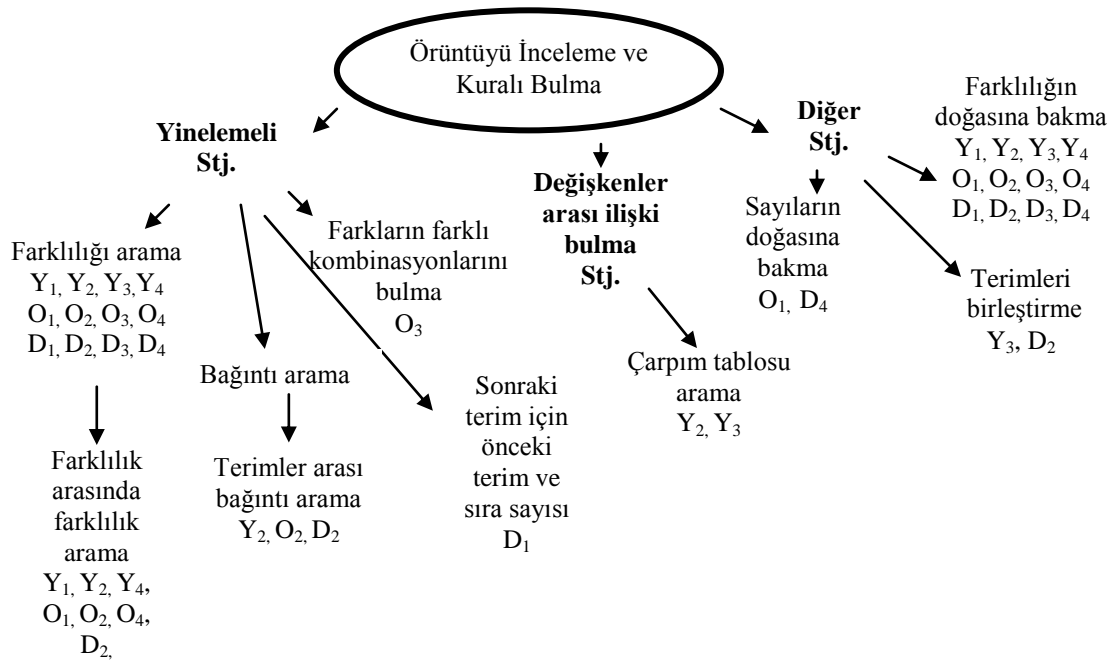 Örüntüyü İnceleme ve
Kuralı Bulma
Yinelemeli
Stj.
Farklılığı arama
Y₁, Y₂, Y₃,Y₄
O₁, O₂, O₃, O₄
D₁, D₂, D₃, D₄
Farklılık
arasında
farklılık
arama
Y₁, Y₂, Y₄,
O₁, O₂, O₄,
D₂,
Bağıntı arama
Terimler arası
bağıntı arama
Y₂, O₂, D₂
Farkların farklı
kombinasyonlarını
bulma
O₃
Sonraki
terim için
önceki
terim ve
sıra sayısı
D₁
Değişkenler
arası ilişki
bulma
Stj.
Çarpım tablosu
arama
Y₂, Y₃
Diğer
Stj.
Sayıların
doğasına
bakma
O₁, D₄
Farklılığın
doğasına bakma
Y₁, Y₂, Y₃,Y₄
O₁, O₂, O₃, O₄
D₁, D₂, D₃, D₄
Terimleri
birleştirme
Y₃, D₂